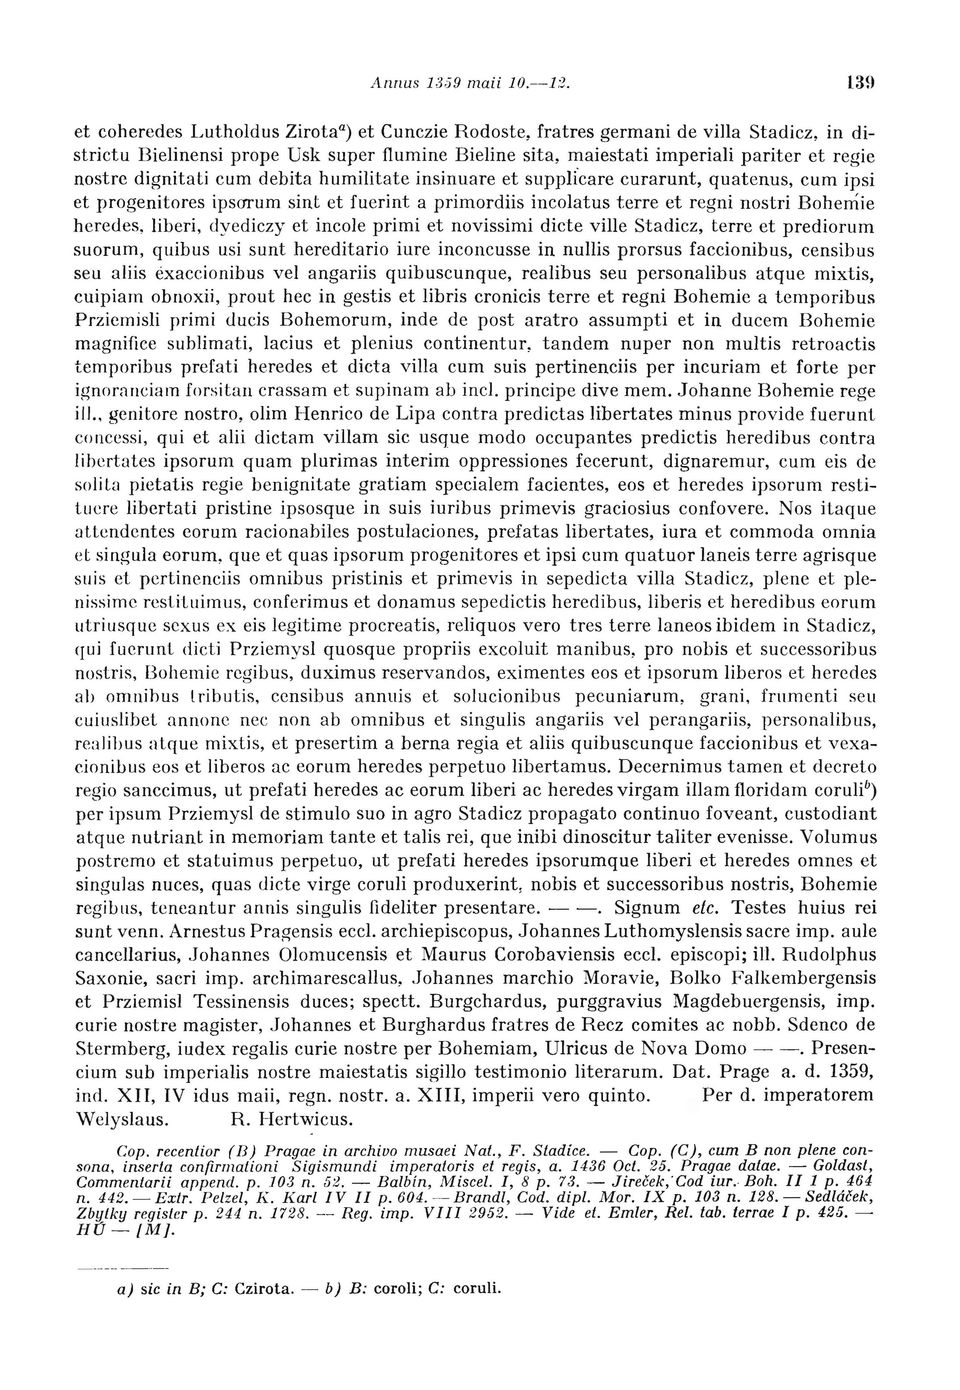 Annus 1359 maii 10.—12. 139
et coheredes Lutholdus Zirotaa) et Cunczie Rodoste, fratres germani de villa Stadicz, in di-
strictu Bielinensi prope Usk super flumine Bieline sita, maiestati imperiali pariter et regie
nostre dignitati cum debita humilitate insinuare et supplicare curarunt, quatenus, cum ipsi
et progenitores ipsorum sint et fuerint a primordiis incolatus terre et regni nostri Bohemie
heredes, liberi, dyediczy et incole primi et novissimi dicte ville Stadicz, terre et prediorum
suorum, quibus usi sunt hereditario iure inconcusse in nullis prorsus faccionibus, censibus
seu aliis exaccionibus vel angariis quibuscunque, realibus seu personalibus atque mixtis,
cuipiam obnoxii, prout hec in gestis et libris cronicis terre et regni Bohemie a temporibus
Przemisli primi ducis Bohemorum, inde de post aratro assumpti et in ducem Bohemie
magnifice sublimati, lacius et plenius continentur, tandem nuper non multis retroactis
temporibus prefati heredes et dicta villa cum suis pertinenciis per incuriam et forte per
ignoranciam forsitan crassam et supinam ab incl. principe dive mem. Johanne Bohemie rege
ill., genitore nostro, olim Henrico de Lipa contra predictas libertates minus provide fuerunt
concessi, qui et alii dictam villam sic usque modo occupantes predictis heredibus contra
libertates ipsorum quam plurimas interim oppressiones fecerunt, dignaremur, cum eis de
solita pietatis regie benignitate gratiam specialem facientes, eos et heredes ipsorum resti-
tuere libertati pristine ipsosque in suis iuribus primevis graciosius confovere. Nos itaque
attendentes eorum racionabiles postulaciones, prefatas libertates, iura et commoda omnia
et singula eorum, que et quas ipsorum progenitores et ipsi cum quatuor laneis terre agrisque
suis et pertinenciis omnibus pristinis et primevis in sepedicta villa Stadicz, plene et ple-
nissime restituimus, conferimus et donamus sepedictis heredibus, liberis et heredibus eorum
utriusque sexus ex eis legitime procreatis, reliquos vero tres terre laneos ibidem in Stadicz,
qui fuerunt dicti Przemysl quosque propriis excoluit manibus, pro nobis et successoribus
nostris, Bohemie regibus, duximus reservandos, eximentes eos et ipsorum liberos et heredes
ab omnibus tributis, censibus annuis et solucionibus pecuniarum, grani, frumenti seu
cuiuslibet annone nec non ab omnibus et singulis angariis vel perangariis, personalibus,
realibus atque mixtis, et presertim a berna regia et aliis quibuscunque faccionibus et vexa-
cionibus eos et liberos ac eorum heredes perpetuo libertamus. Decernimus tamen et decreto
regio sanccimus, ut prefati heredes ac eorum liberi ac heredes virgam illam floridam corulib)
per ipsum Przemysl de stimulo suo in agro Stadicz propagato continuo foveant, custodiant
atque nutriant in memoriam tante et talis rei, que inibi dinoscitur taliter evenisse. Volumus
postremo et statuimus perpetuo, ut prefati heredes ipsorumque liberi et heredes omnes et
singulas nuces, quas dicte virge coruli produxerint, nobis et successoribus nostris, Bohemie
regibus, teneantur annis singulis fideliter presentare. — —. Signum etc. Testes huius rei
sunt venn. Arnestus Pragensis eccl. archiepiscopus, Johannes Luthomyslensis sacre imp. aule
cancellarius, Johannes Olomucensis et Maurus Corobaviensis eccl. episcopi; ill. Rudolphus
Saxonie, sacri imp. archimarescallus, Johannes marchio Moravie, Bolko Falkembergensis
et Przemisl Tessinensis duces; spectt. Burgchardus, purggravius Magdebuergensis, imp.
curie nostre magister, Johannes et Burghardus fratres de Recz comites ac nobb. Sdenco de
Stermberg, iudex regalis curie nostre per Bohemiam, Ulricus de Nova Domo — —. Presen-
cium sub imperialis nostre maiestatis sigillo testimonio literarum. Dat. Prage a. d. 1359,
ind. XII, IV idus maii, regn. nostr. a. XIII, imperii vero quinto. Per d. imperatorem
Welyslaus. R. Hertwicus.
Cop. recentior (B) Pragae in archivo musaei Nat., F. Stadice. — Cop. (C), cum B non plene con-
sona, inserta confirmationi Sigismundi imperatoris et regis, a. 1436 Oct. 25. Pragae datae. — Goldast,
Commentarii append. p. 103 n. 52. — Balbín, Miscel. I, 8 p. 73. — Jireček, Cod iur. Boh. II 1 p. 464
n. 442. — Extr. Pelzel, K. Karl IV II p. 604. — Brandl, Cod. dipl. Mor. IX p. 103 n. 128. — Sedláček,
Zbytky register p. 244 n. 1728. — Reg. imp. VIII 2952. — Vide et. Emler, Rel. tab. terrae I p. 425. —
HÚ — [M].
a) sic in B; C: Czirota. — b) B: coroli; C: coruli.